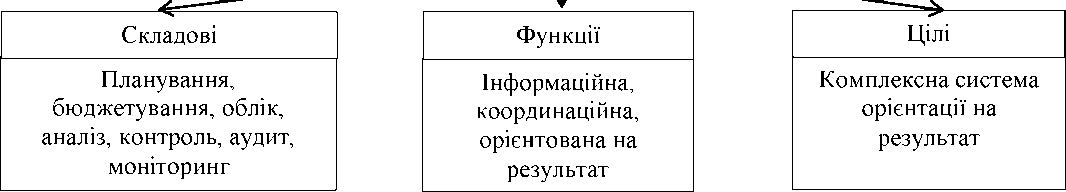 Складові
Планування,
бюджетування, облік,
аналіз, контроль, аудит,
моніторинг
Функції
Інформаційна,
координаційна,
орієнтована на
результат
Цілі
Комплексна система
орієнтації на
результат